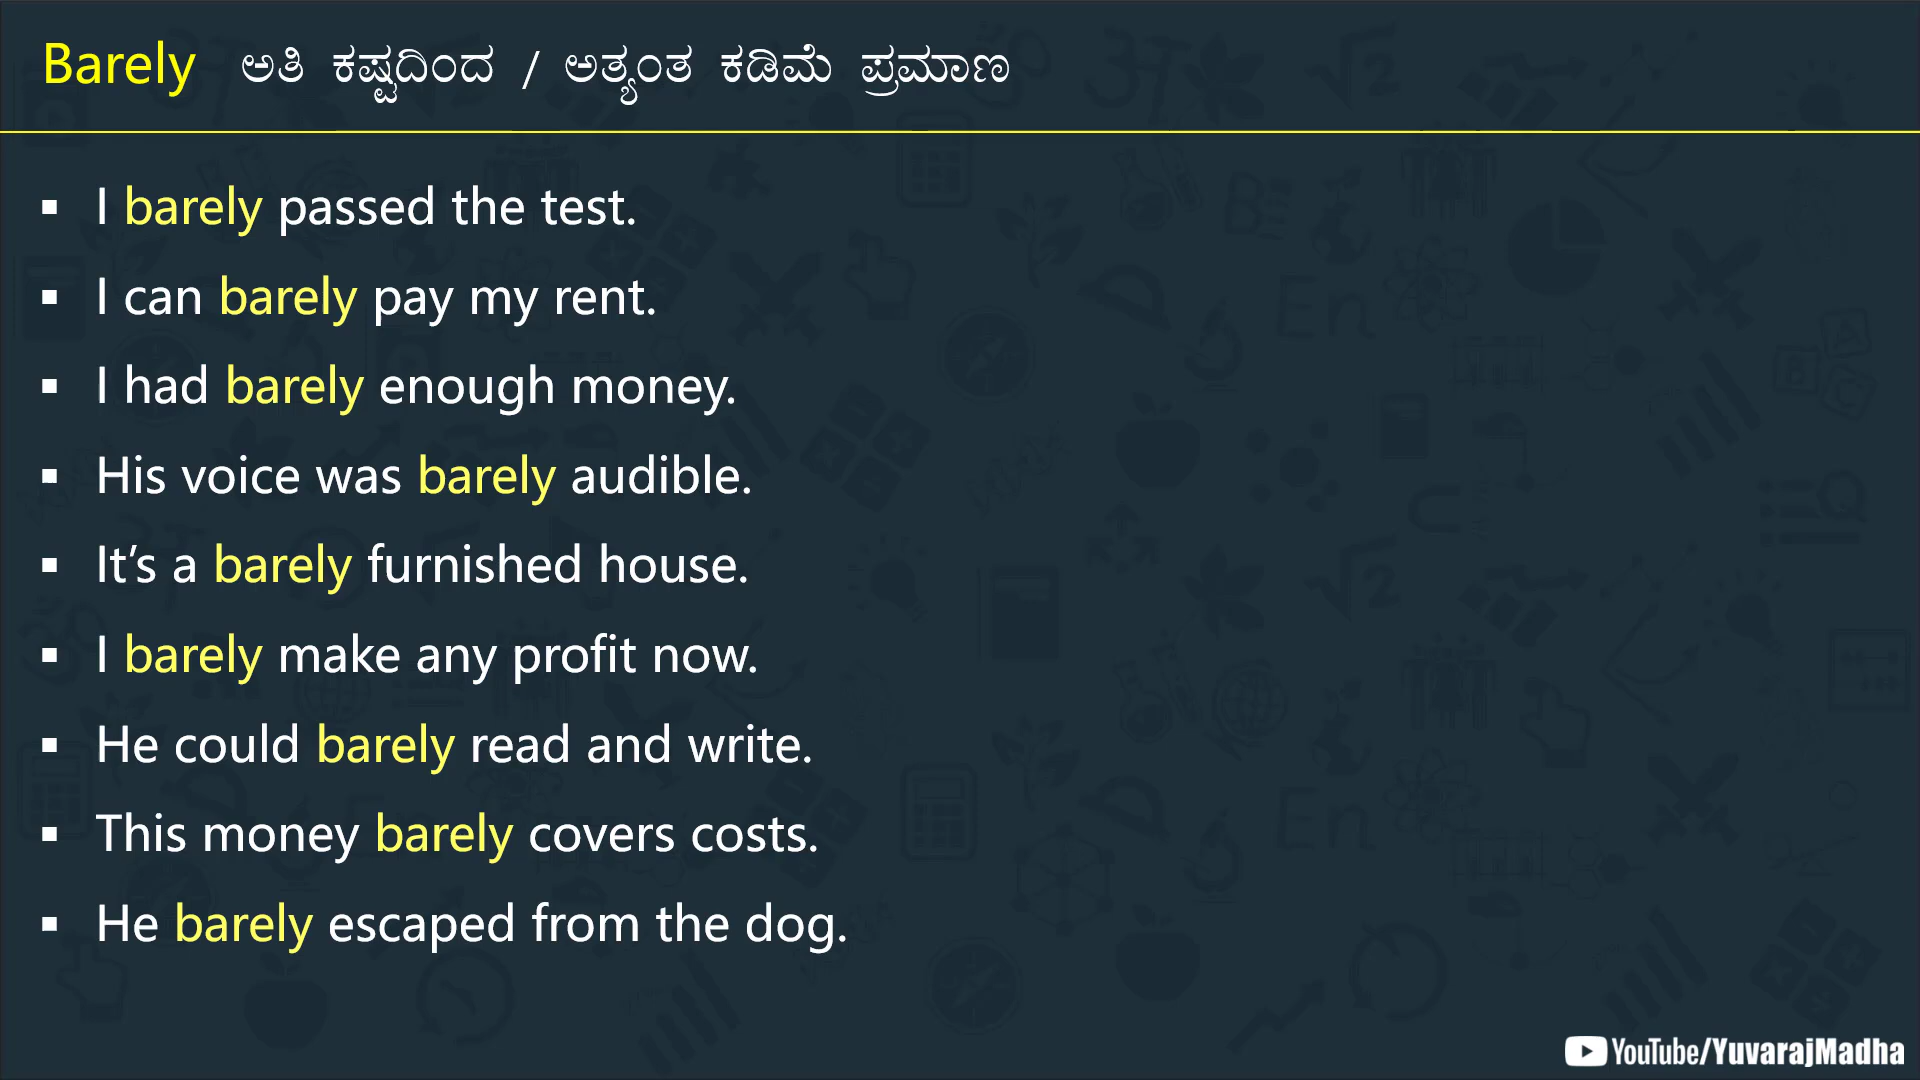 Barely ಅತಿ ಕಷ್ಟದಿಂದ / ಅತ್ಯಂತ ಕಡಿಮೆ ಪ್ರಮಾಣ
▪ I barely passed the test.
▪ I can barely pay my rent.
▪ I had barely enough money.
▪ His voice was barely audible.
▪ It’s a barely furnished house.
▪ I barely make any profit now.
▪ He could barely read and write.
▪ This money barely covers costs.
▪ He barely escaped from the dog.
YouTube/YuvarajMadha